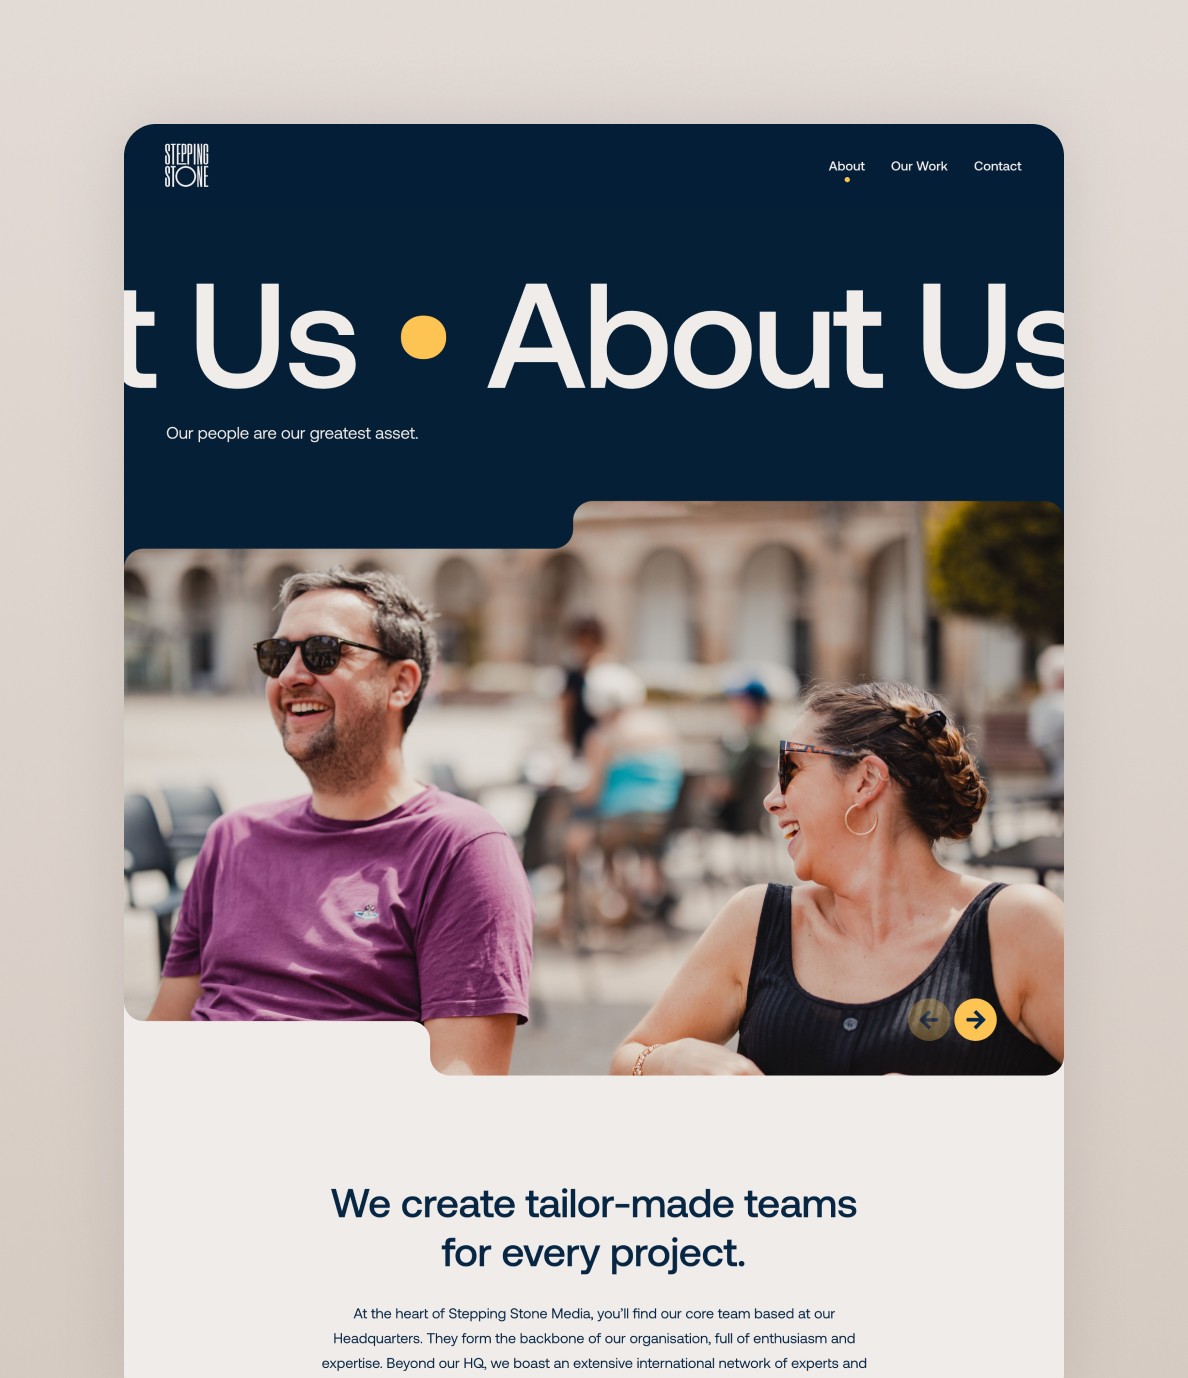 STEPPING
STONE
About Our Work Contact
t Us • About Us
Our people are our greatest asset.
We create tailor-made teams
for every project.
At the heart of Stepping Stone Media, you’ll find our core team based at our
Headquarters. They form the backbone of our organisation, full of enthusiasm and
expertise. Beyond our HQ, we boast an extensive international network of experts and